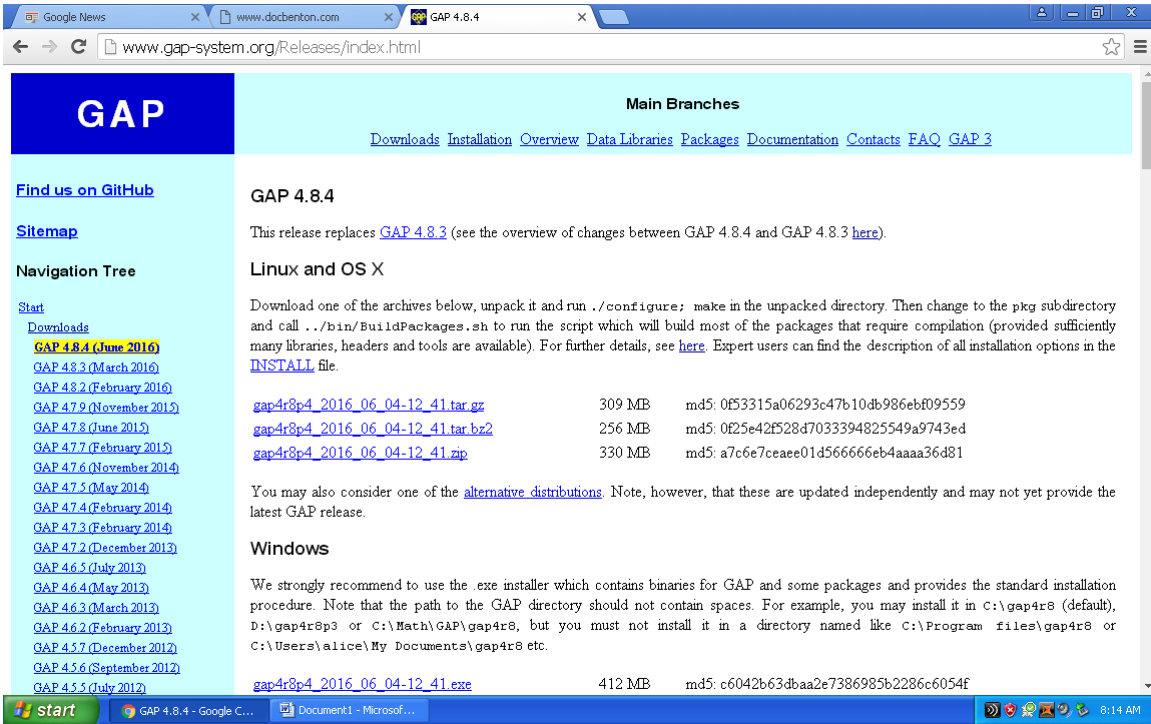 Google News
www.docbenton.com
GAP 4.8.4
www.gap-system.org/Releases/index.html
GAP
Main Branches
Downloads Installation Overview Data Libraries Packages Documentation Contacts FAQ GAP 3
Find us on GitHub
Sitemap
Navigation Tree
Start
Downloads
GAP 4.8.4 (June 2016)
GAP 4.8.3 (March 2016)
GAP 4.8.2 (February 2016)
GAP 4.7.9 (November 2015)
GAP 4.7.8 (June 2015)
GAP 4.7.7 (February 2015)
GAP 4.7.6 (November 2014)
GAP 4.7.5 (May 2014)
GAP 4.7.4 (February 2014)
GAP 4.7.3 (February 2014)
GAP 4.7.2 (December 2013)
GAP 4.6.5 (July 2013)
GAP 4.6.4 (May 2013)
GAP 4.6.3 (March 2013)
GAP 4.6.2 (February 2013)
GAP 4.5.7 (December 2012)
GAP 4.5.6 (September 2012)
GAP 4.5.5 (July 2012)
GAP 4.8.4
This release replaces GAP 4.8.3 (see the overview of changes between GAP 4.8.4 and GAP 4.8.3 here).
Linux and OS X
Download one of the archives below, unpack it and run ./configure; make in the unpacked directory. Then change to the pkg subdirectory
and call ../bin/BuildPackages.sh to run the script which will build most of the packages that require compilation (provided sufficiently
many libraries, headers and tools are available). For further details, see here. Expert users can find the description of all installation options in the
INSTALL file.
gap4r8p4_2016_06_04-12_41.tar.gz 309 MB md5: 0f53315a06293c47b10db986ebf09559
gap4r8p4_2016_06_04-12_41.tar.bz2 256 MB md5: 0f25e42f528d7033394825549a9743ed
gap4r8p4_2016_06_04-12_41.zip 330 MB md5: a7c6e7ceaee01d566666eb4aaaa36d81
You may also consider one of the alternative distributions. Note, however, that these are updated independently and may not yet provide the
latest GAP release.
Windows
We strongly recommend to use the .exe installer which contains binaries for GAP and some packages and provides the standard installation
procedure. Note that the path to the GAP directory should not contain spaces. For example, you may install it in C:\gap4r8 (default),
D:\gap4r8p3 or C:\Math\GAP\gap4r8, but you must not install it in a directory named like C:\Program files\gap4r8 or
C:\Users\alice\My Documents\gap4r8 etc.
gap4r8p4_2016_06_04-12_41.exe 412 MB md5: c6042b63dbaa2e7386985b2286c6054f
start
GAP 4.8.4 - Google C...
Document1 - Microsof...
8:14 AM